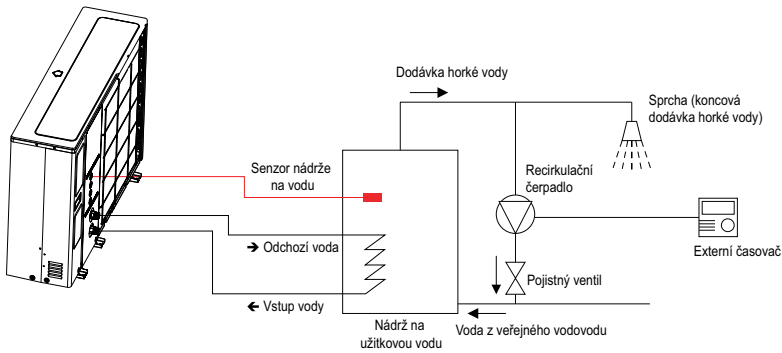 Dodávka horké vody
Sprcha (koncová
dodávka horké vody)
Senzor nádrže
na vodu
Recirkulační
čerpadlo
Externí časovač
→ Odchozí voda
← Vstup vody
Pojistný ventil
Nádrž na
užitkovou vodu
Voda z veřejného vodovodu